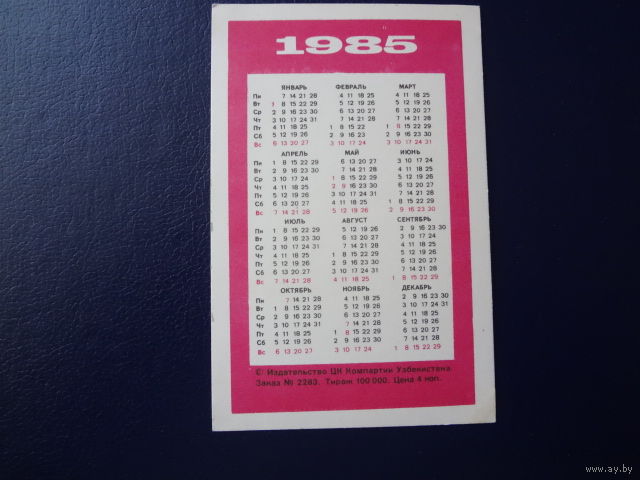 1985
ЯНВАРЬ ФЕВРАЛЬ МАРТ
Пн 7 14 21 28 4 11 18 25 4 11 18 25
Вт 1 8 15 22 29 5 12 19 26 5 12 19 26
Ср 2 9 16 23 30 6 13 20 27 6 13 20 27
Чт 3 10 17 24 31 7 14 21 28 7 14 21 28
Пт 4 11 18 25 1 8 15 22 1 8 15 22 29
Сб 5 12 19 26 2 9 16 23 2 9 16 23 30
Вс 6 13 20 27 3 10 17 24 3 10 17 24 31
АПРЕЛЬ МАЙ ИЮНЬ
Пн 1 8 15 22 29 6 13 20 27 3 10 17 24
Вт 2 9 16 23 30 7 14 21 28 4 11 18 25
Ср 3 10 17 24 1 8 15 22 29 5 12 19 26
Чт 4 11 18 25 2 9 16 23 30 6 13 20 27
Пт 5 12 19 26 3 10 17 24 31 7 14 21 28
Сб 6 13 20 27 4 11 18 25 1 8 15 22 29
Вс 7 14 21 28 5 12 19 26 2 9 16 23 30
ИЮЛЬ АВГУСТ СЕНТЯБРЬ
Пн 1 8 15 22 29 5 12 19 26 2 9 16 23 30
Вт 2 9 16 23 30 6 13 20 27 3 10 17 24
Ср 3 10 17 24 31 7 14 21 28 4 11 18 25
Чт 4 11 18 25 1 8 15 22 29 5 12 19 26
Пт 5 12 19 26 2 9 16 23 30 6 13 20 27
Сб 6 13 20 27 3 10 17 24 31 7 14 21 28
Вс 7 14 21 28 4 11 18 25 1 8 15 22 29
ОКТЯБРЬ НОЯБРЬ ДЕКАБРЬ
Пн 7 14 21 28 4 11 18 25 2 9 16 23 30
Вт 1 8 15 22 29 5 12 19 26 3 10 17 24 31
Ср 2 9 16 23 30 6 13 20 27 4 11 18 25
Чт 3 10 17 24 31 7 14 21 28 5 12 19 26
Пт 4 11 18 25 1 8 15 22 29 6 13 20 27
Сб 5 12 19 26 2 9 16 23 30 7 14 21 28
Вс 6 13 20 27 3 10 17 24 1 8 15 22 29
© Издательство ЦК Компартии Узбекистана.
Заказ № 2283. Тираж 100 000. Цена 4 коп.
www.ay.by